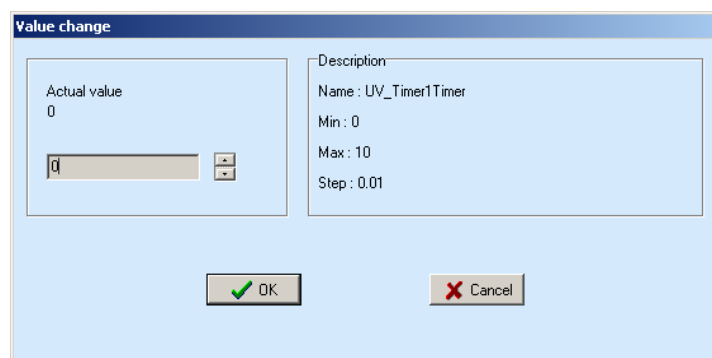 Value change
Actual value
0
0
Description
Name : UV_Timer1Timer
Min : 0
Max : 10
Step : 0.01
OK
Cancel